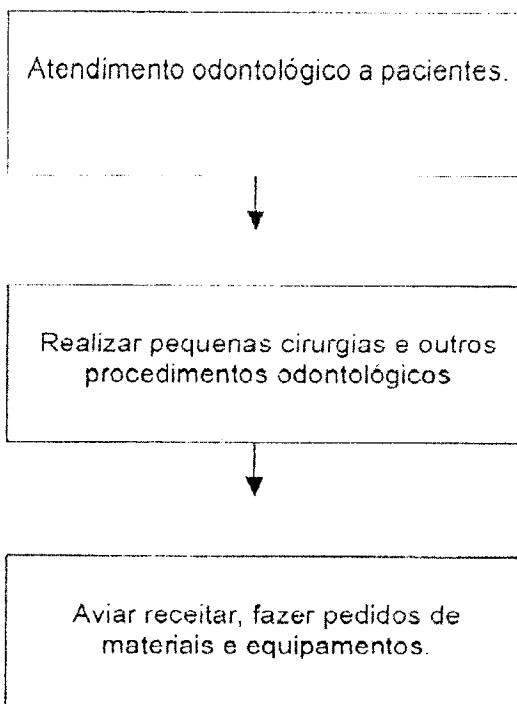 Atendimento odontológico a pacientes.
Realizar pequenas cirurgias e outros
procedimentos odontológicos
Aviar receitar, fazer pedidos de
materiais e equipamentos.